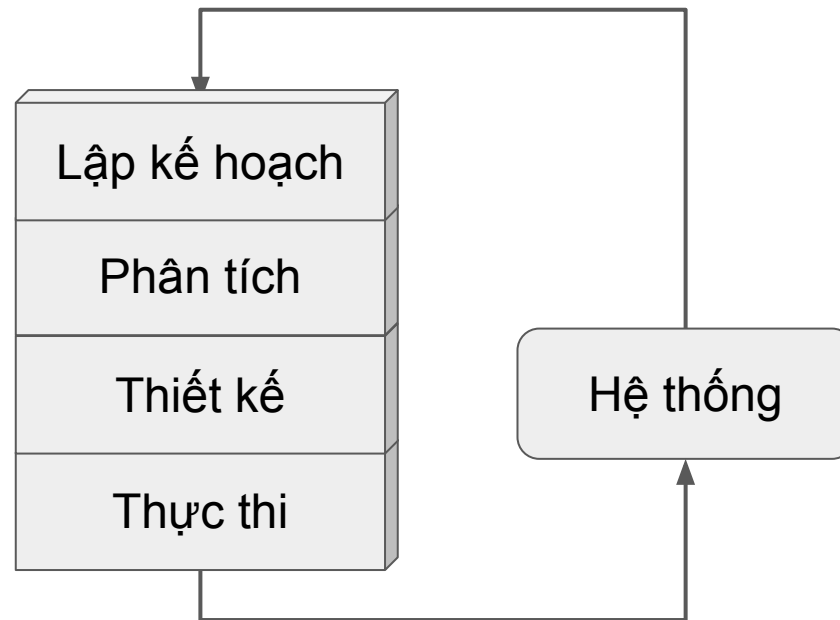 Lập kế hoạch
Phân tích
Thiết kế
Thực thi
Hệ thống